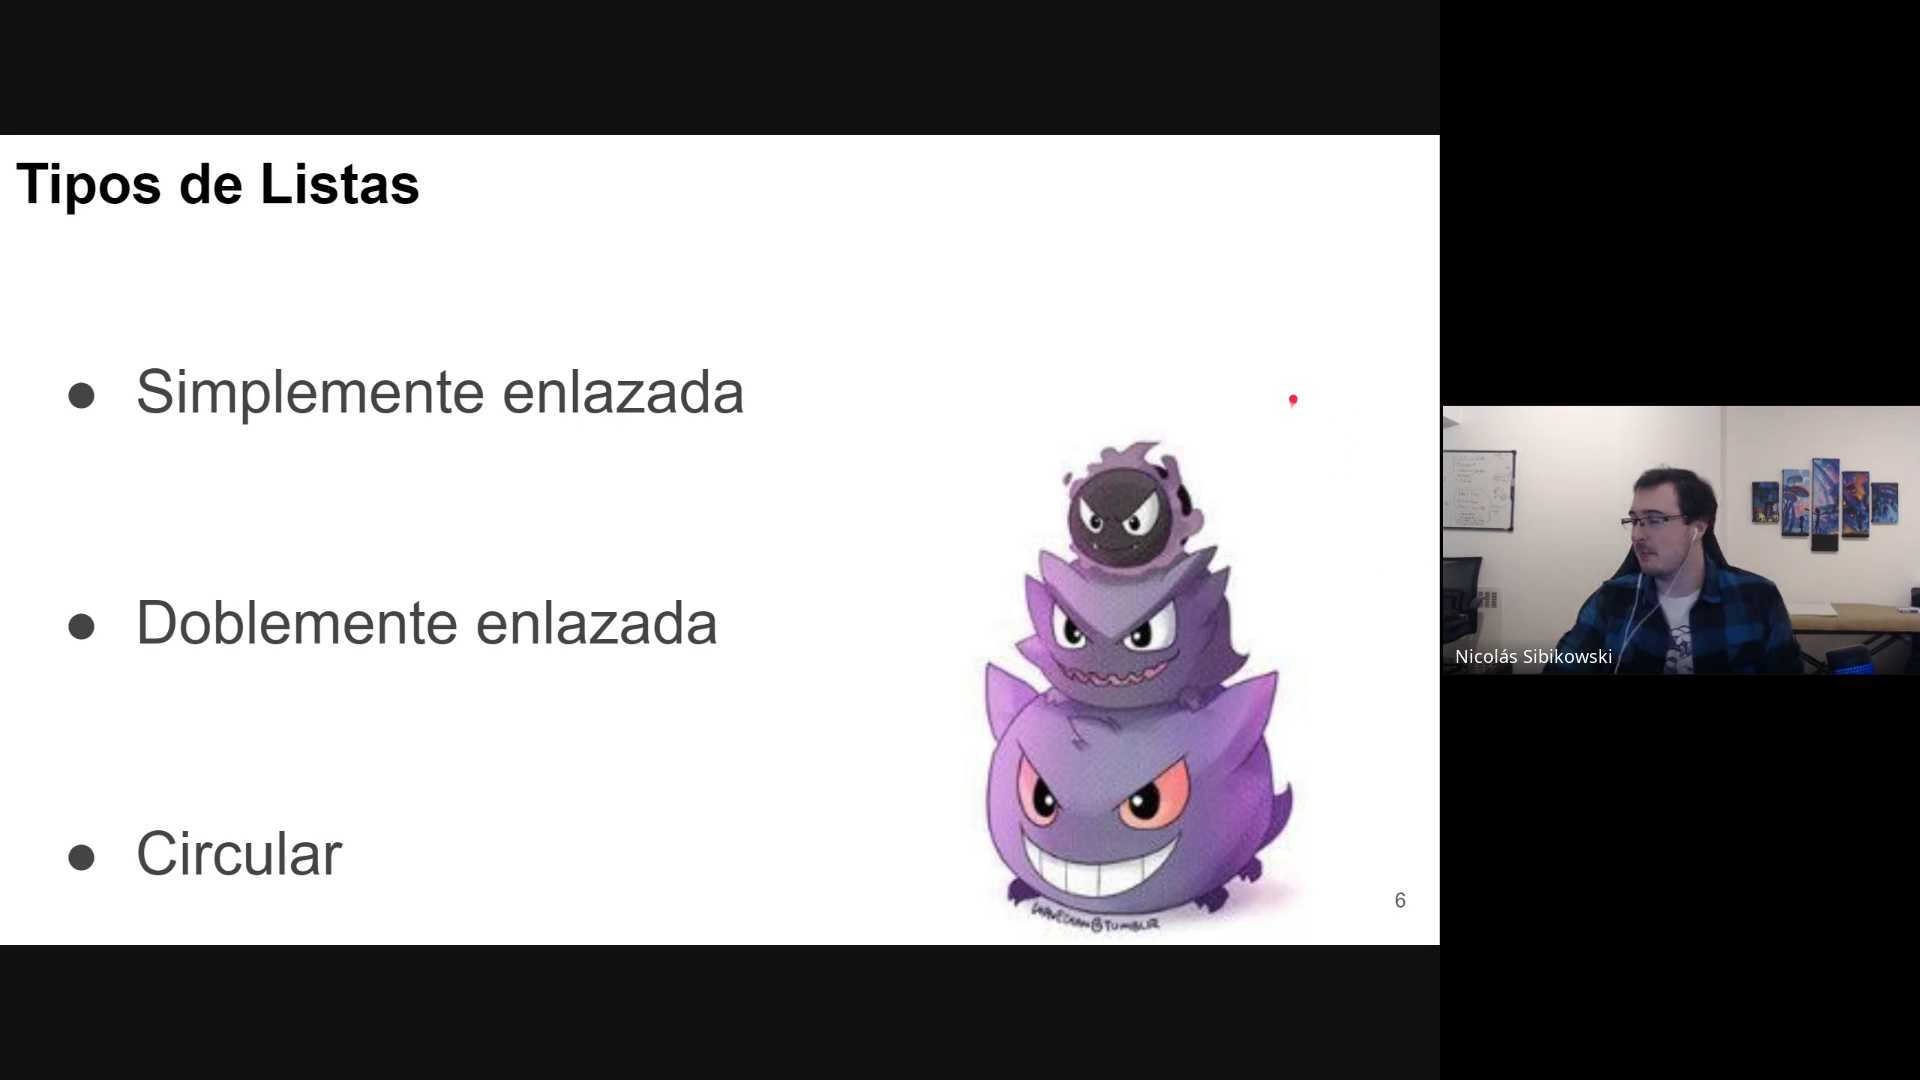 Tipos de Listas
● Simplemente enlazada
● Doblemente enlazada
● Circular
6
Nicolás Sibikowski